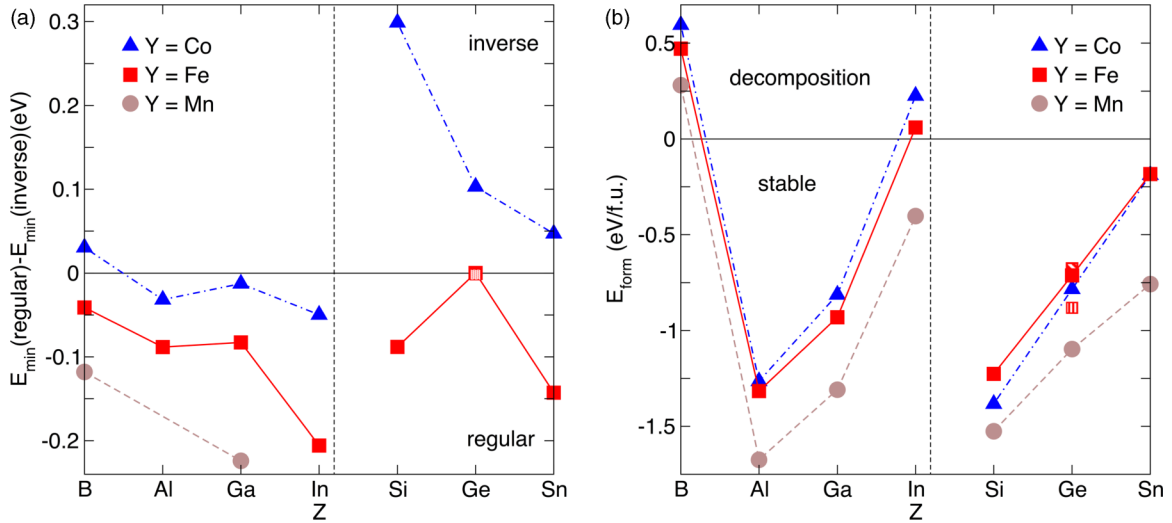 (a)
E_min(regular)-E_min(inverse)(eV)
0.3
0.2
0.1
0
-0.1
-0.2
Y = Co
Y = Fe
Y = Mn
inverse
regular
B Al Ga In Si Ge Sn
Z
(b)
E_form (eV/f.u.)
0.5
0
-0.5
-1
-1.5
decomposition
stable
Y = Co
Y = Fe
Y = Mn
B Al Ga In Si Ge Sn
Z